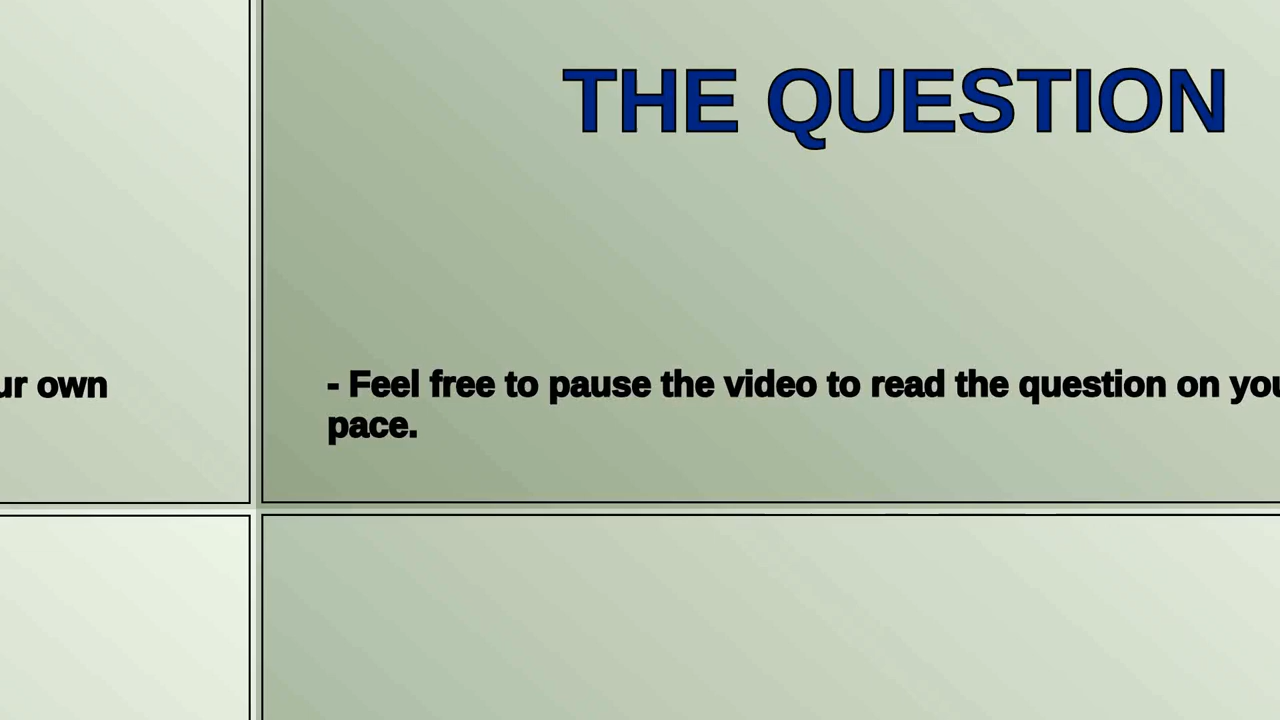 THE QUESTION
ur own
- Feel free to pause the video to read the question on you
pace.